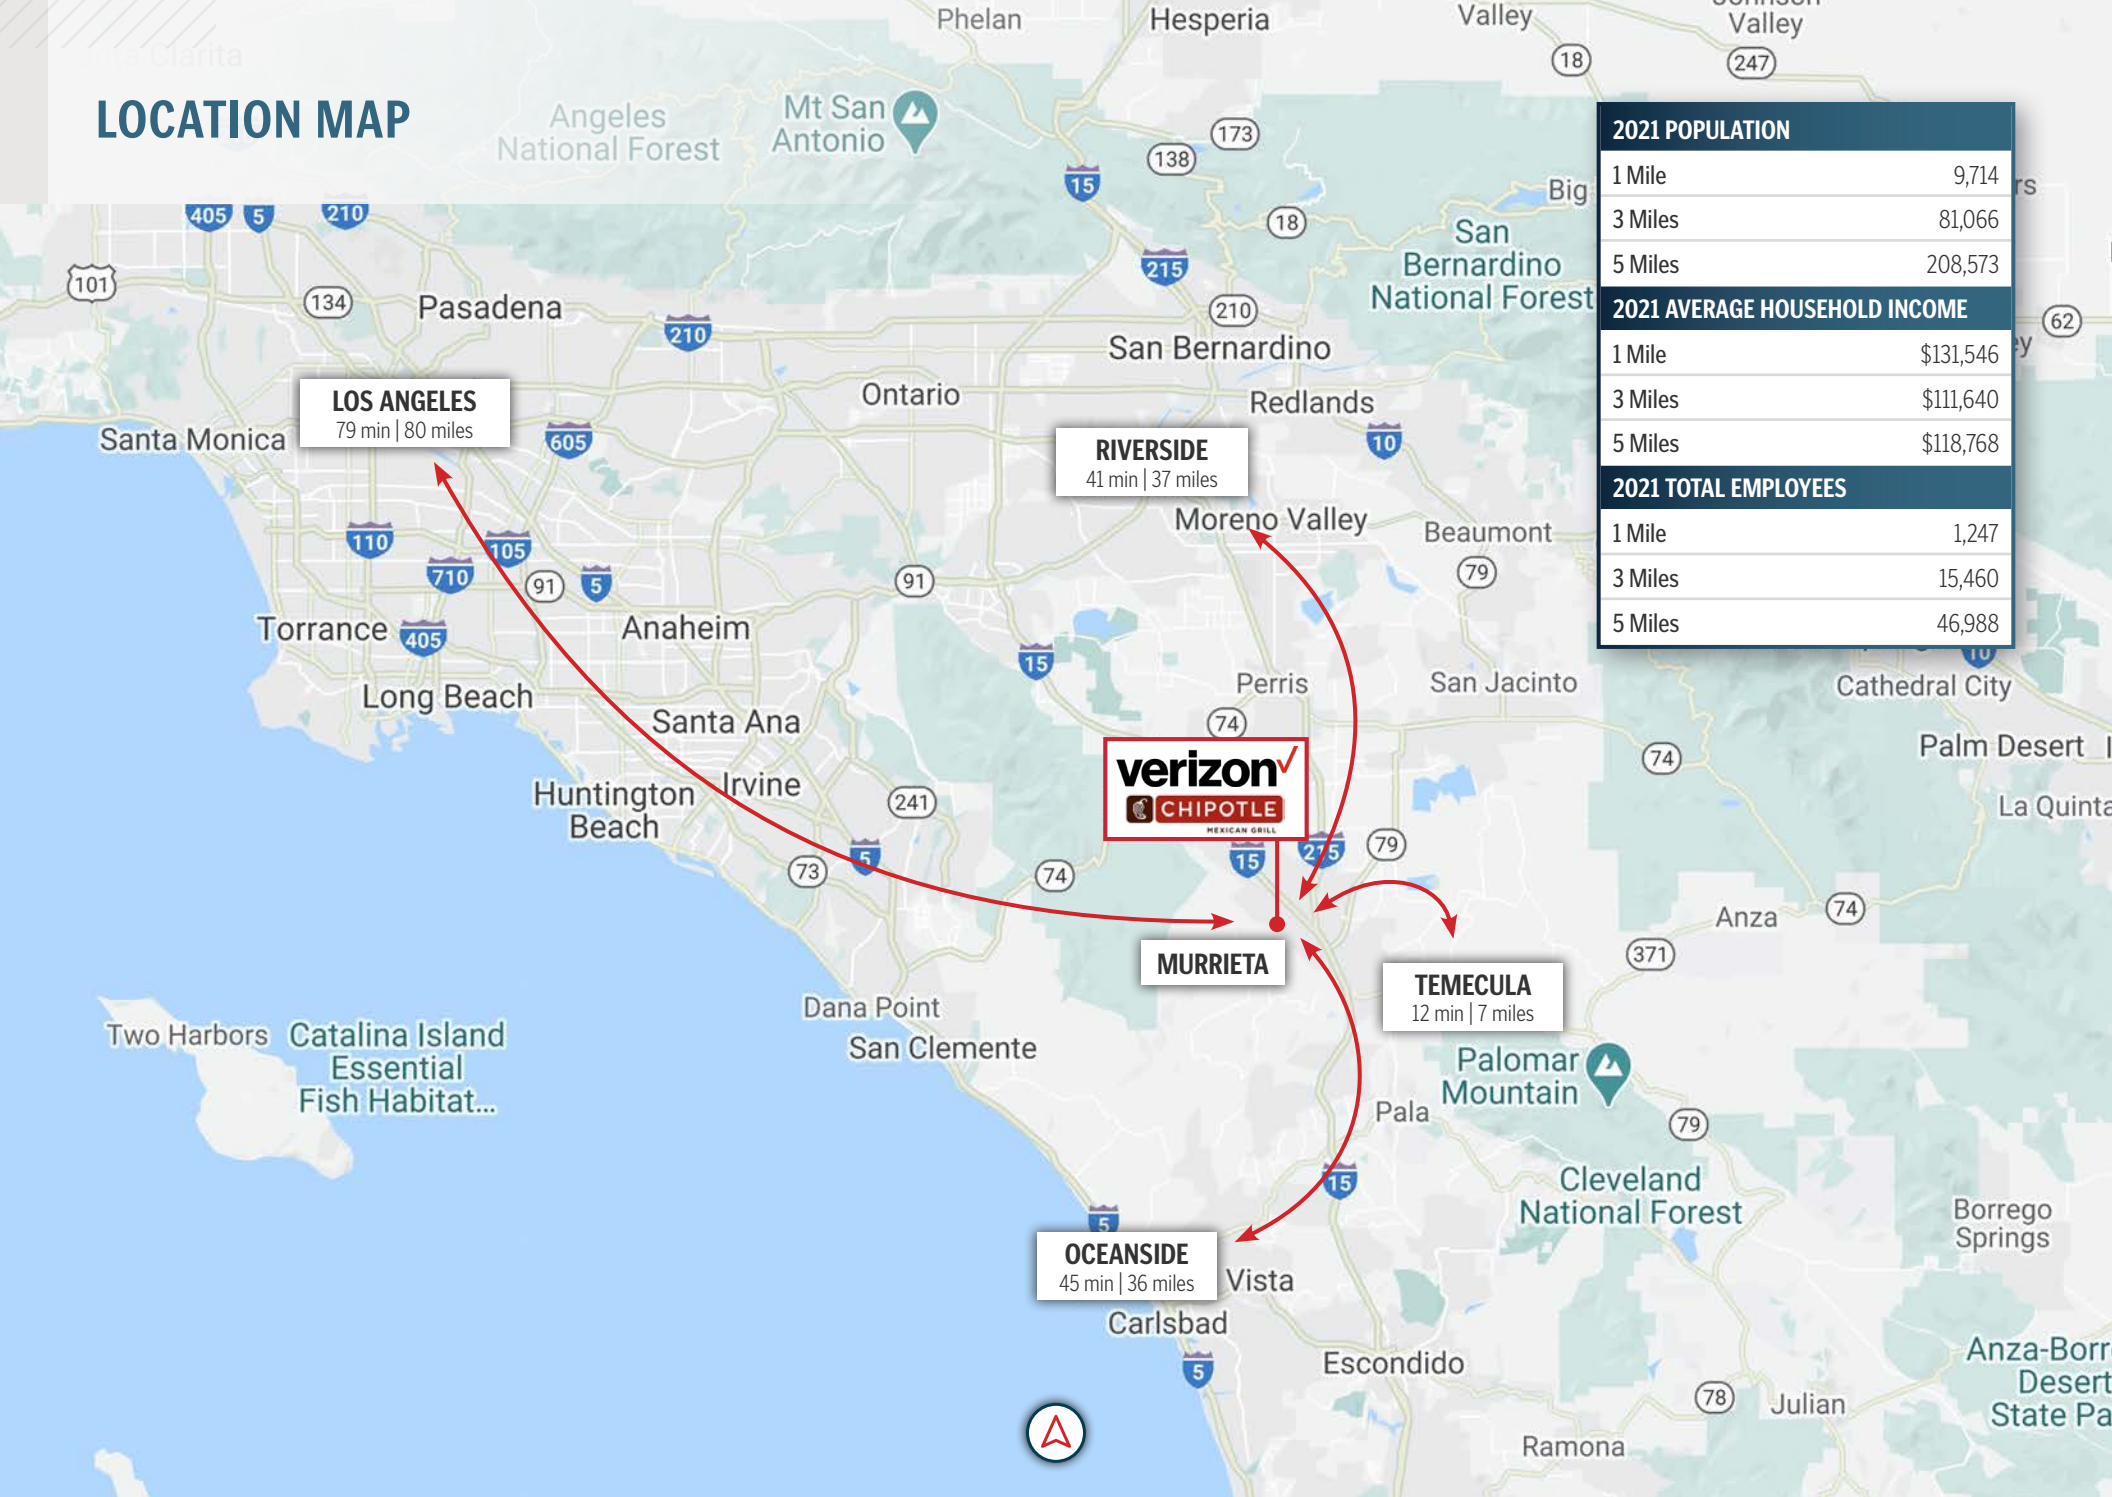 LOCATION MAP
Phelan
Hesperia
Valley
Valley
18
247
Angeles
National Forest
Mt San
Antonio
173
138
15
405
5
210
18
Big
San
Bernardino
National Forest
215
101
134
Pasadena
210
210
San Bernardino
62
2021 POPULATION
1 Mile 9,714
3 Miles 81,066
5 Miles 208,573
2021 AVERAGE HOUSEHOLD INCOME
1 Mile $131,546
3 Miles $111,640
5 Miles $118,768
2021 TOTAL EMPLOYEES
1 Mile 1,247
3 Miles 15,460
5 Miles 46,988
LOS ANGELES
79 min | 80 miles
Ontario
Redlands
Santa Monica
605
10
RIVERSIDE
41 min | 37 miles
Moreno Valley
Beaumont
110
105
710
91
5
91
79
Torrance
405
Anaheim
15
10
Long Beach
Perris
San Jacinto
Cathedral City
Santa Ana
74
74
Palm Desert
verizon
CHIPOTLE
MEXICAN GRILL
Huntington
Beach
Irvine
241
La Quinta
73
5
74
15
215
79
Anza
74
371
MURRIETA
TEMECULA
12 min | 7 miles
Dana Point
San Clemente
Two Harbors
Catalina Island
Essential
Fish Habitat...
Palomar
Mountain
Pala
79
15
Cleveland
National Forest
Borrego
Springs
5
OCEANSIDE
45 min | 36 miles
Vista
Carlsbad
5
Escondido
Anza-Borr
Desert
State Pa
78
Julian
Ramona